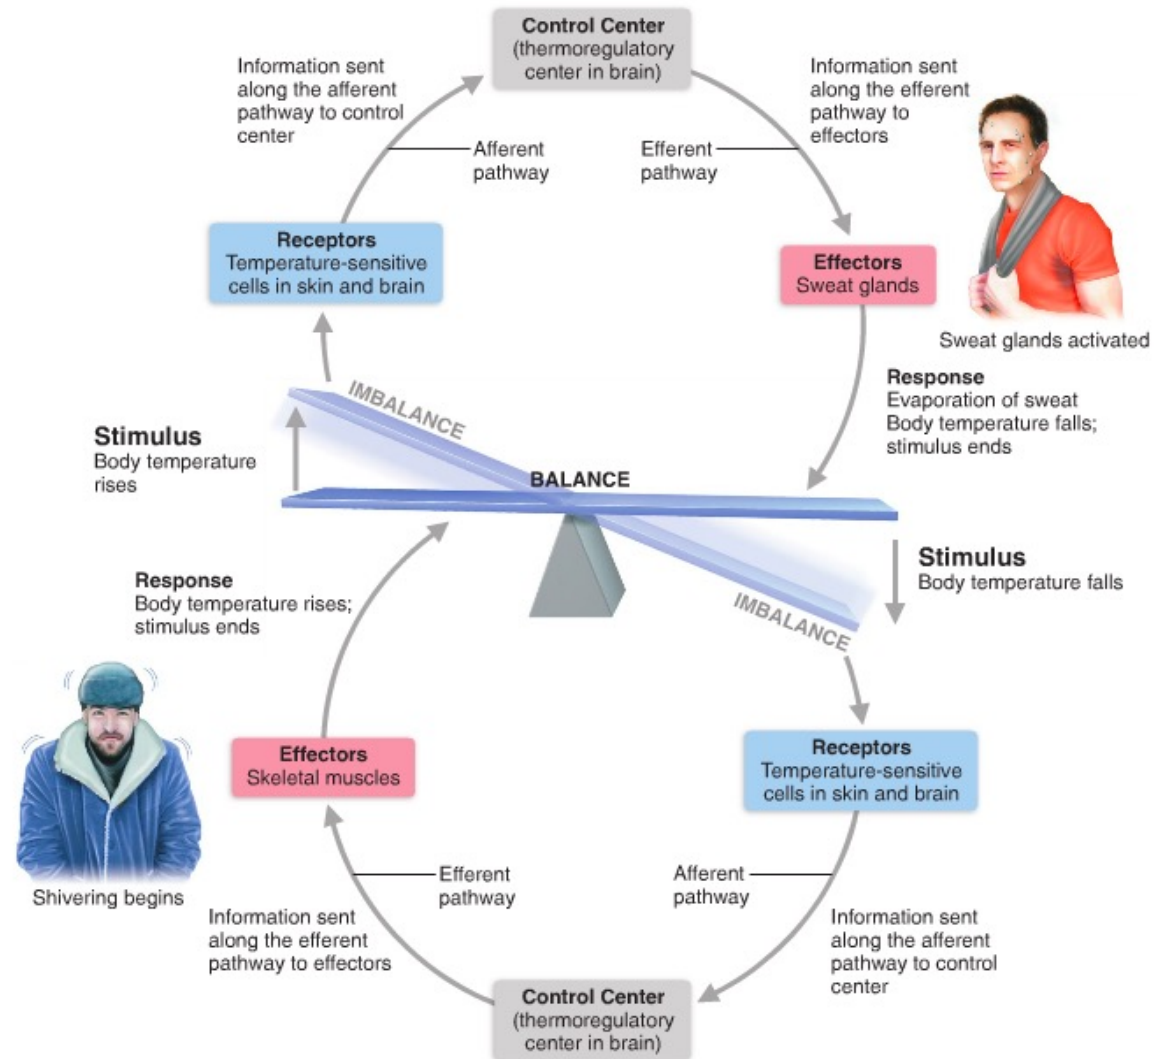 Control Center
(thermoregulatory
center in brain)
Information sent
along the afferent
pathway to control
center
Afferent
pathway
Efferent
pathway
Information sent
along the efferent
pathway to
effectors
Receptors
Temperature-sensitive
cells in skin and brain
Effectors
Sweat glands
Sweat glands activated
Response
Evaporation of sweat
Body temperature falls;
stimulus ends
IMBALANCE
Stimulus
Body temperature
rises
BALANCE
Stimulus
Body temperature falls
IMBALANCE
Response
Body temperature rises;
stimulus ends
Effectors
Skeletal muscles
Shivering begins
Receptors
Temperature-sensitive
cells in skin and brain
Efferent
pathway
Afferent
pathway
Information sent
along the efferent
pathway to effectors
Information sent
along the afferent
pathway to control
center
Control Center
(thermoregulatory
center in brain)